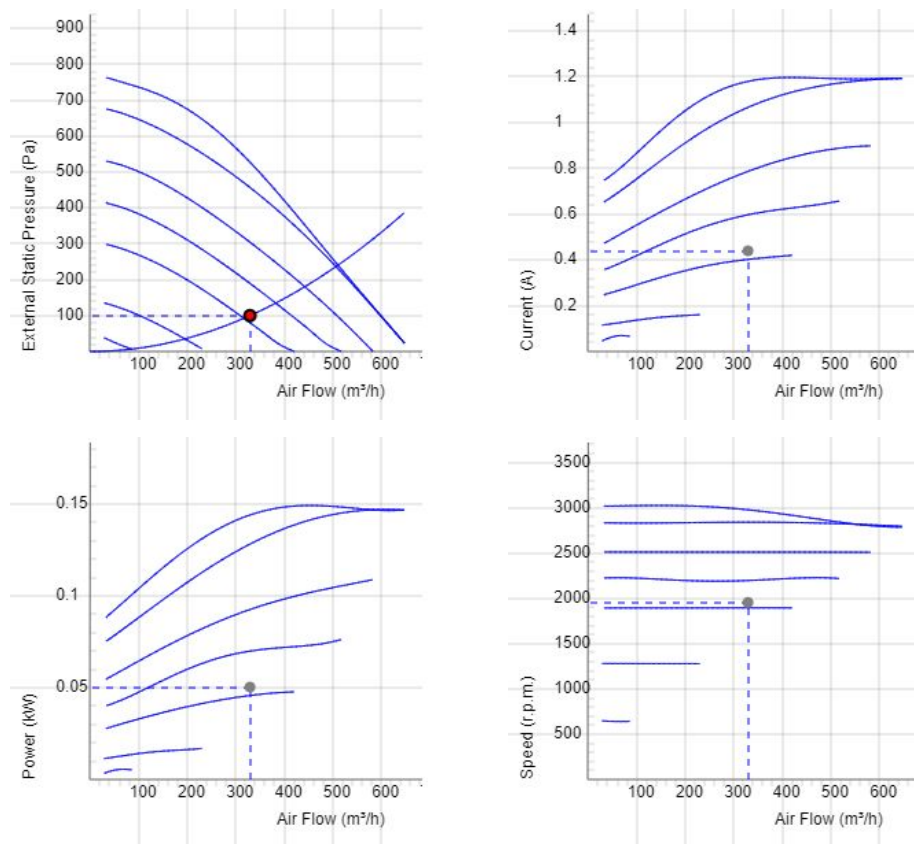 900
800
700
600
500
400
300
200
100
External Static Pressure (Pa)
100 200 300 400 500 600
Air Flow (m³/h)
1.4
1.2
1
0.8
0.6
0.4
0.2
Current (A)
100 200 300 400 500 600
Air Flow (m³/h)
0.15
0.1
0.05
Power (kW)
100 200 300 400 500 600
Air Flow (m³/h)
3500
3000
2500
2000
1500
1000
500
Speed (r.p.m.)
100 200 300 400 500 600
Air Flow (m³/h)